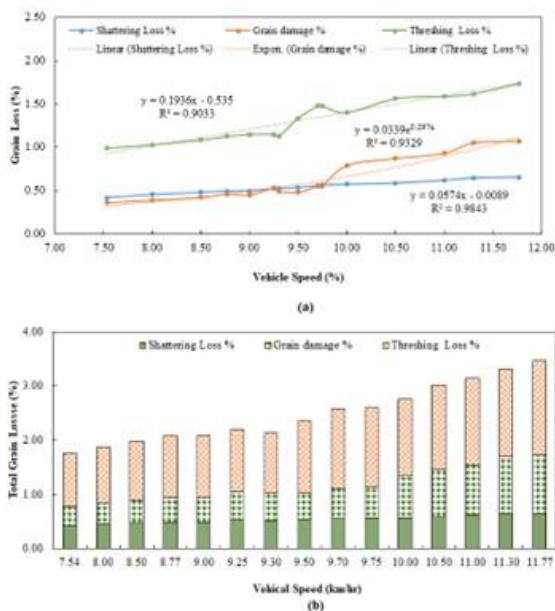 (a)
Shattering Loss % Grain damage % Threshing Loss %
Linear (Shattering Loss %) Expon. (Grain damage %) Linear (Threshing Loss %)
2.50
2.00
1.50
1.00
0.50
0.00
Grain Loss (%)
y = 0.1936x - 0.535
R² = 0.9033
R² = 0.9329
y = 0.0574x - 0.0089
R² = 0.9843
7.00 7.50 8.00 8.50 9.00 9.50 10.00 10.50 11.00 11.50 12.00
Vehicle Speed (%)
(a)
4.00
3.00
2.00
1.00
0.00
Total Grain Lossse (%)
Shattering Loss % Grain damage % Threshing Loss %
7.54 8.00 8.50 8.77 9.00 9.25 9.30 9.50 9.70 9.75 10.00 10.50 11.00 11.30 11.77
Vehical Speed (km/hr)
(b)